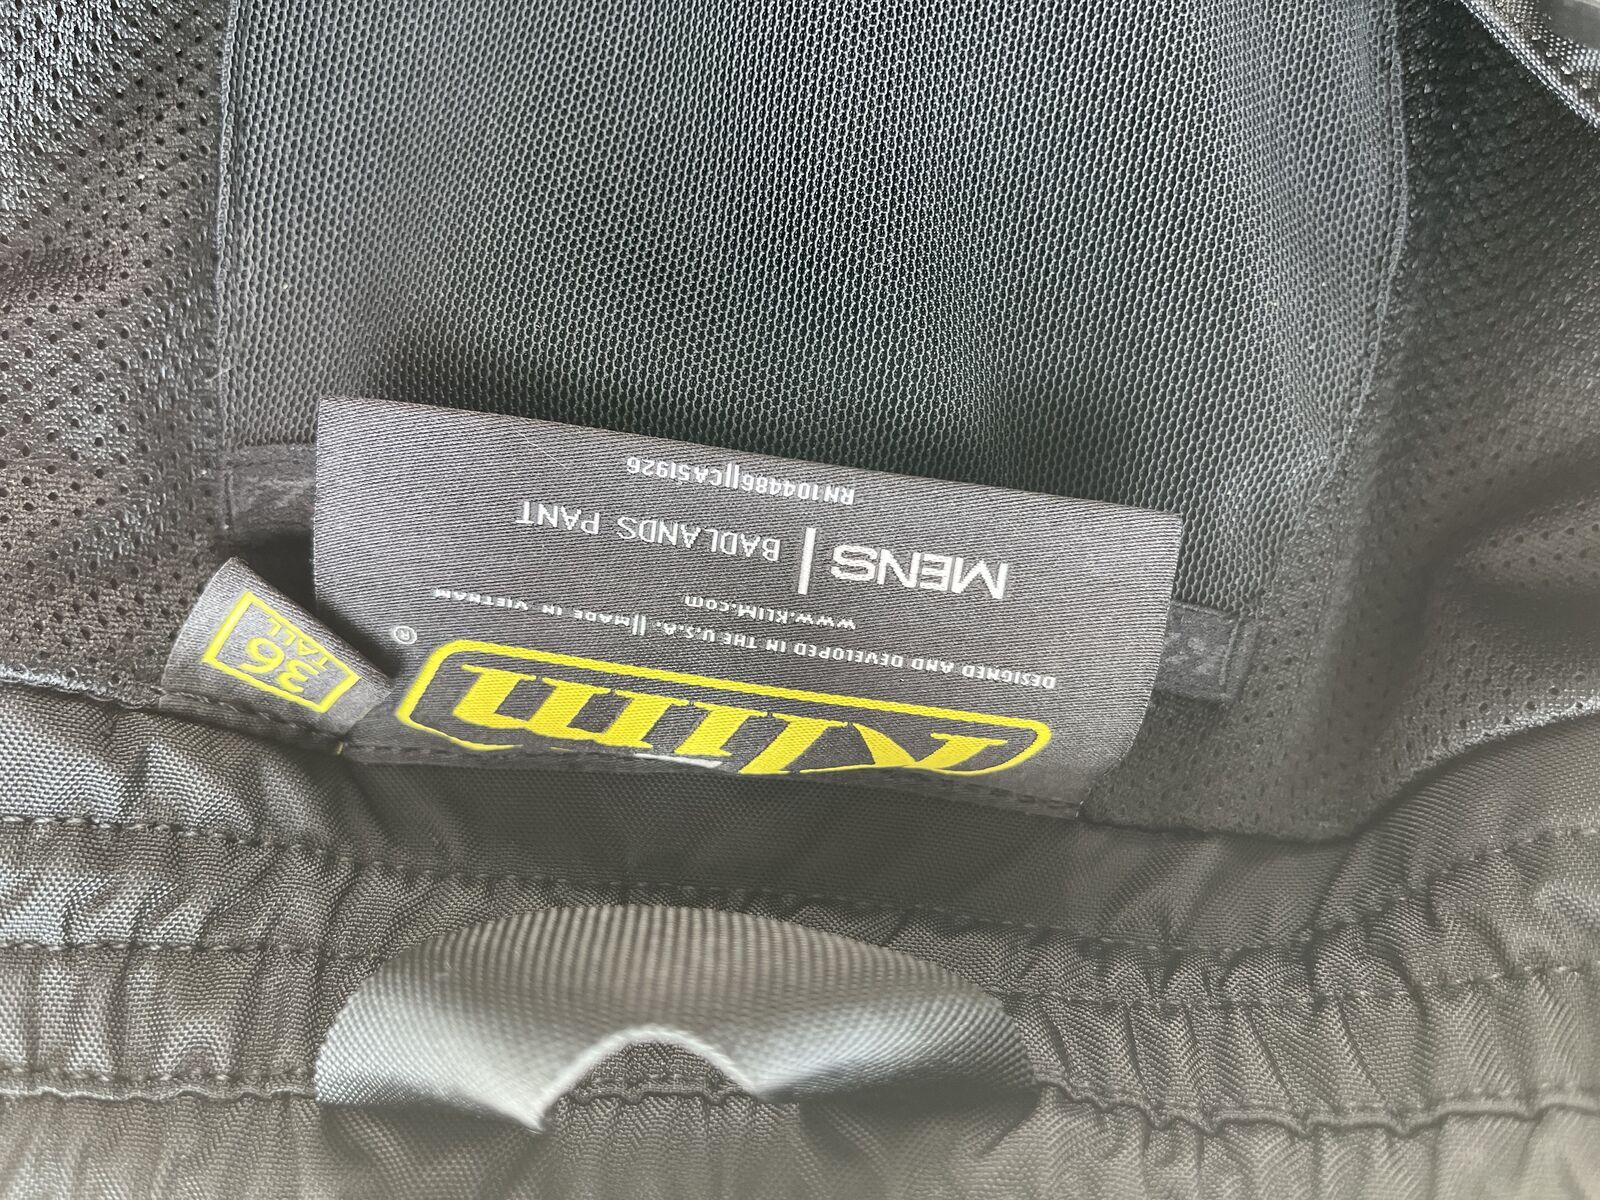 KLIM
®
DESIGNED AND DEVELOPED IN THE U.S.A. || MADE IN VIETNAM
WWW.KLIM.com
MENS | BADLANDS PANT
RN104486||CA51926
36
TALL